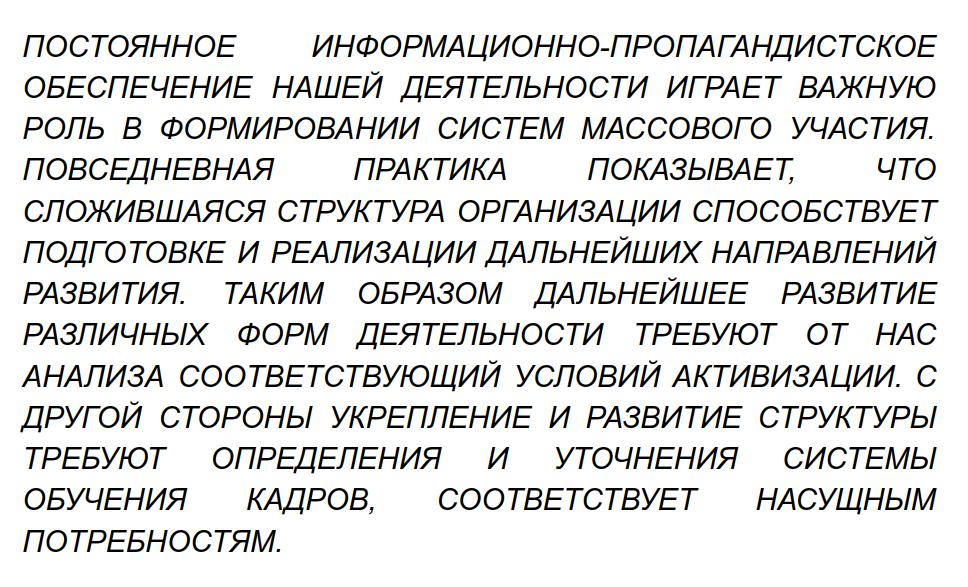 ПОСТОЯННОЕ ИНФОРМАЦИОННО-ПРОПАГАНДИСТСКОЕ
ОБЕСПЕЧЕНИЕ НАШЕЙ ДЕЯТЕЛЬНОСТИ ИГРАЕТ ВАЖНУЮ
РОЛЬ В ФОРМИРОВАНИИ СИСТЕМ МАССОВОГО УЧАСТИЯ.
ПОВСЕДНЕВНАЯ ПРАКТИКА ПОКАЗЫВАЕТ, ЧТО
СЛОЖИВШАЯСЯ СТРУКТУРА ОРГАНИЗАЦИИ СПОСОБСТВУЕТ
ПОДГОТОВКЕ И РЕАЛИЗАЦИИ ДАЛЬНЕЙШИХ НАПРАВЛЕНИЙ
РАЗВИТИЯ. ТАКИМ ОБРАЗОМ ДАЛЬНЕЙШЕЕ РАЗВИТИЕ
РАЗЛИЧНЫХ ФОРМ ДЕЯТЕЛЬНОСТИ ТРЕБУЮТ ОТ НАС
АНАЛИЗА СООТВЕТСТВУЮЩИЙ УСЛОВИЙ АКТИВИЗАЦИИ. С
ДРУГОЙ СТОРОНЫ УКРЕПЛЕНИЕ И РАЗВИТИЕ СТРУКТУРЫ
ТРЕБУЮТ ОПРЕДЕЛЕНИЯ И УТОЧНЕНИЯ СИСТЕМЫ
ОБУЧЕНИЯ КАДРОВ, СООТВЕТСТВУЕТ НАСУЩНЫМ
ПОТРЕБНОСТЯМ.